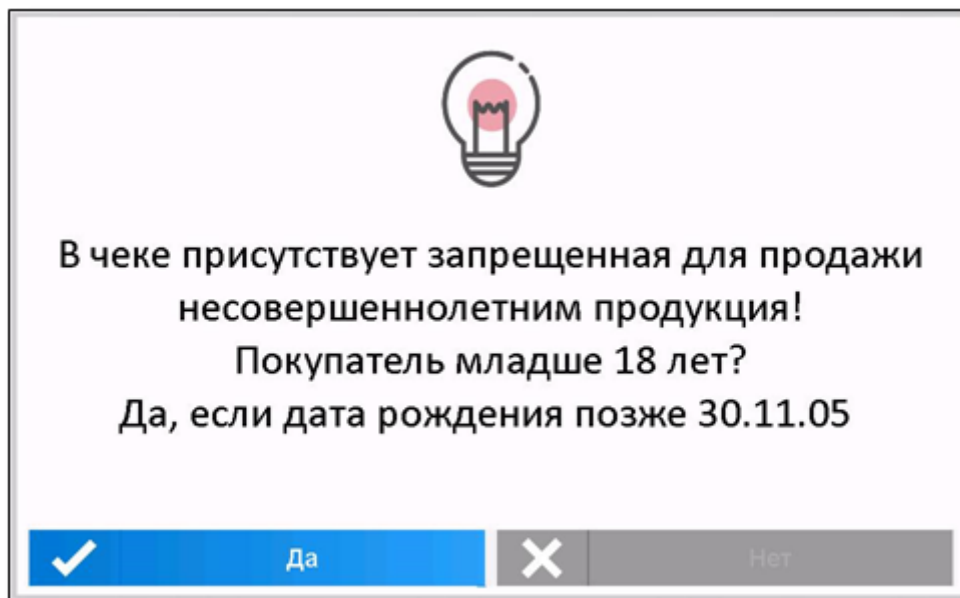 В чеке присутствует запрещенная для продажи
несовершеннолетним продукция!
Покупатель младше 18 лет?
Да, если дата рождения позже 30.11.05
Да
Нет